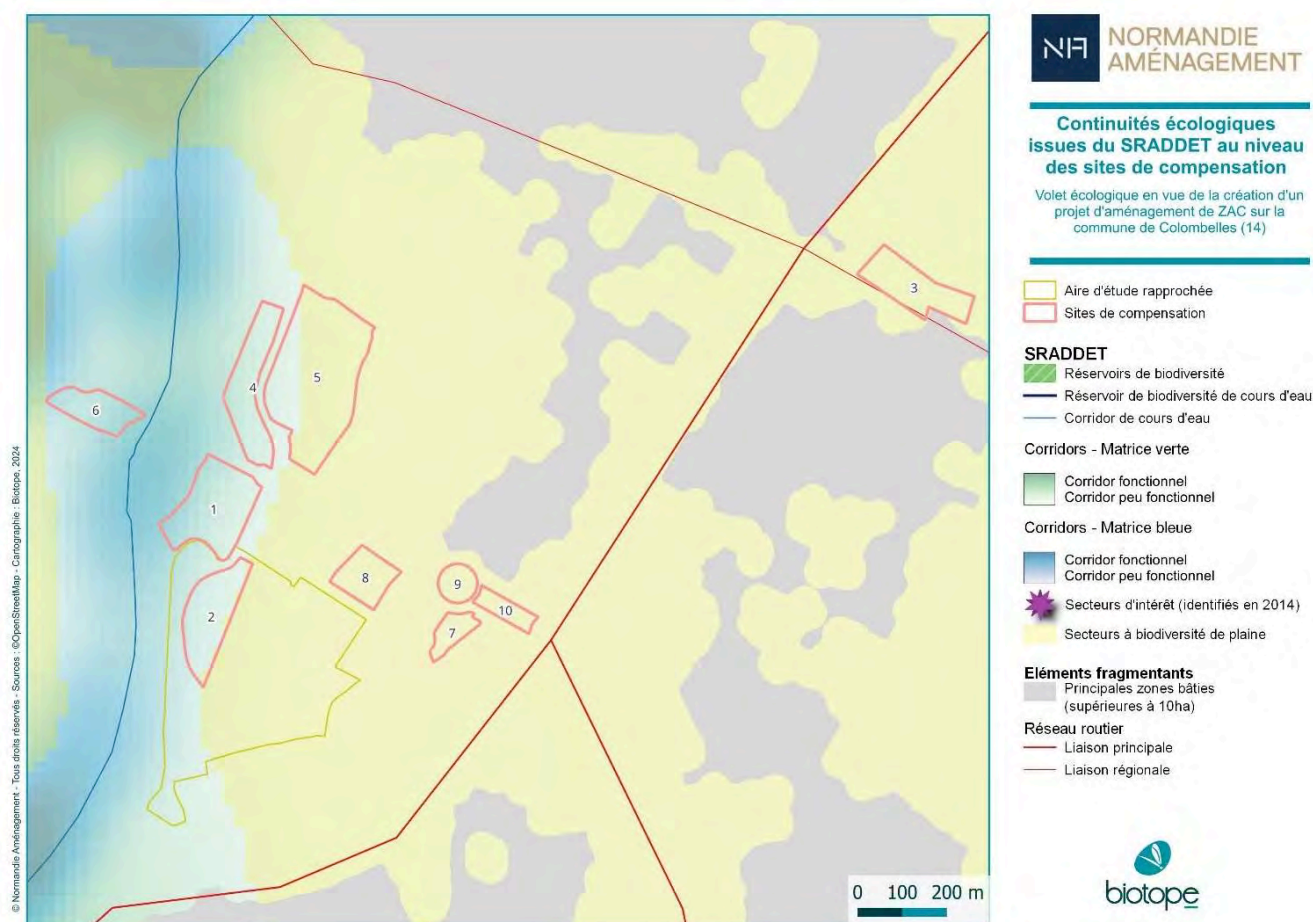 NA NORMANDIE
AMÉNAGEMENT
Continuités écologiques
issues du SRADDET au niveau
des sites de compensation
Volet écologique en vue de la création d'un
projet d'aménagement de ZAC sur la
commune de Colombelles (14)
Aire d'étude rapprochée
Sites de compensation
SRADDET
Réservoirs de biodiversité
Réservoir de biodiversité de cours d'eau
Corridor de cours d'eau
Corridors - Matrice verte
Corridor fonctionnel
Corridor peu fonctionnel
Corridors - Matrice bleue
Corridor fonctionnel
Corridor peu fonctionnel
Secteurs d'intérêt (identifiés en 2014)
Secteurs à biodiversité de plaine
Eléments fragmentants
Principales zones bâties
(supérieures à 10ha)
Réseau routier
Liaison principale
Liaison régionale
biotope
3
5
4
6
1
8
9
10
2
7
0 100 200 m
© Normandie Aménagement - Tous droits réservés - Sources : ©OpenStreetMap - Cartographie : Biotope, 2024